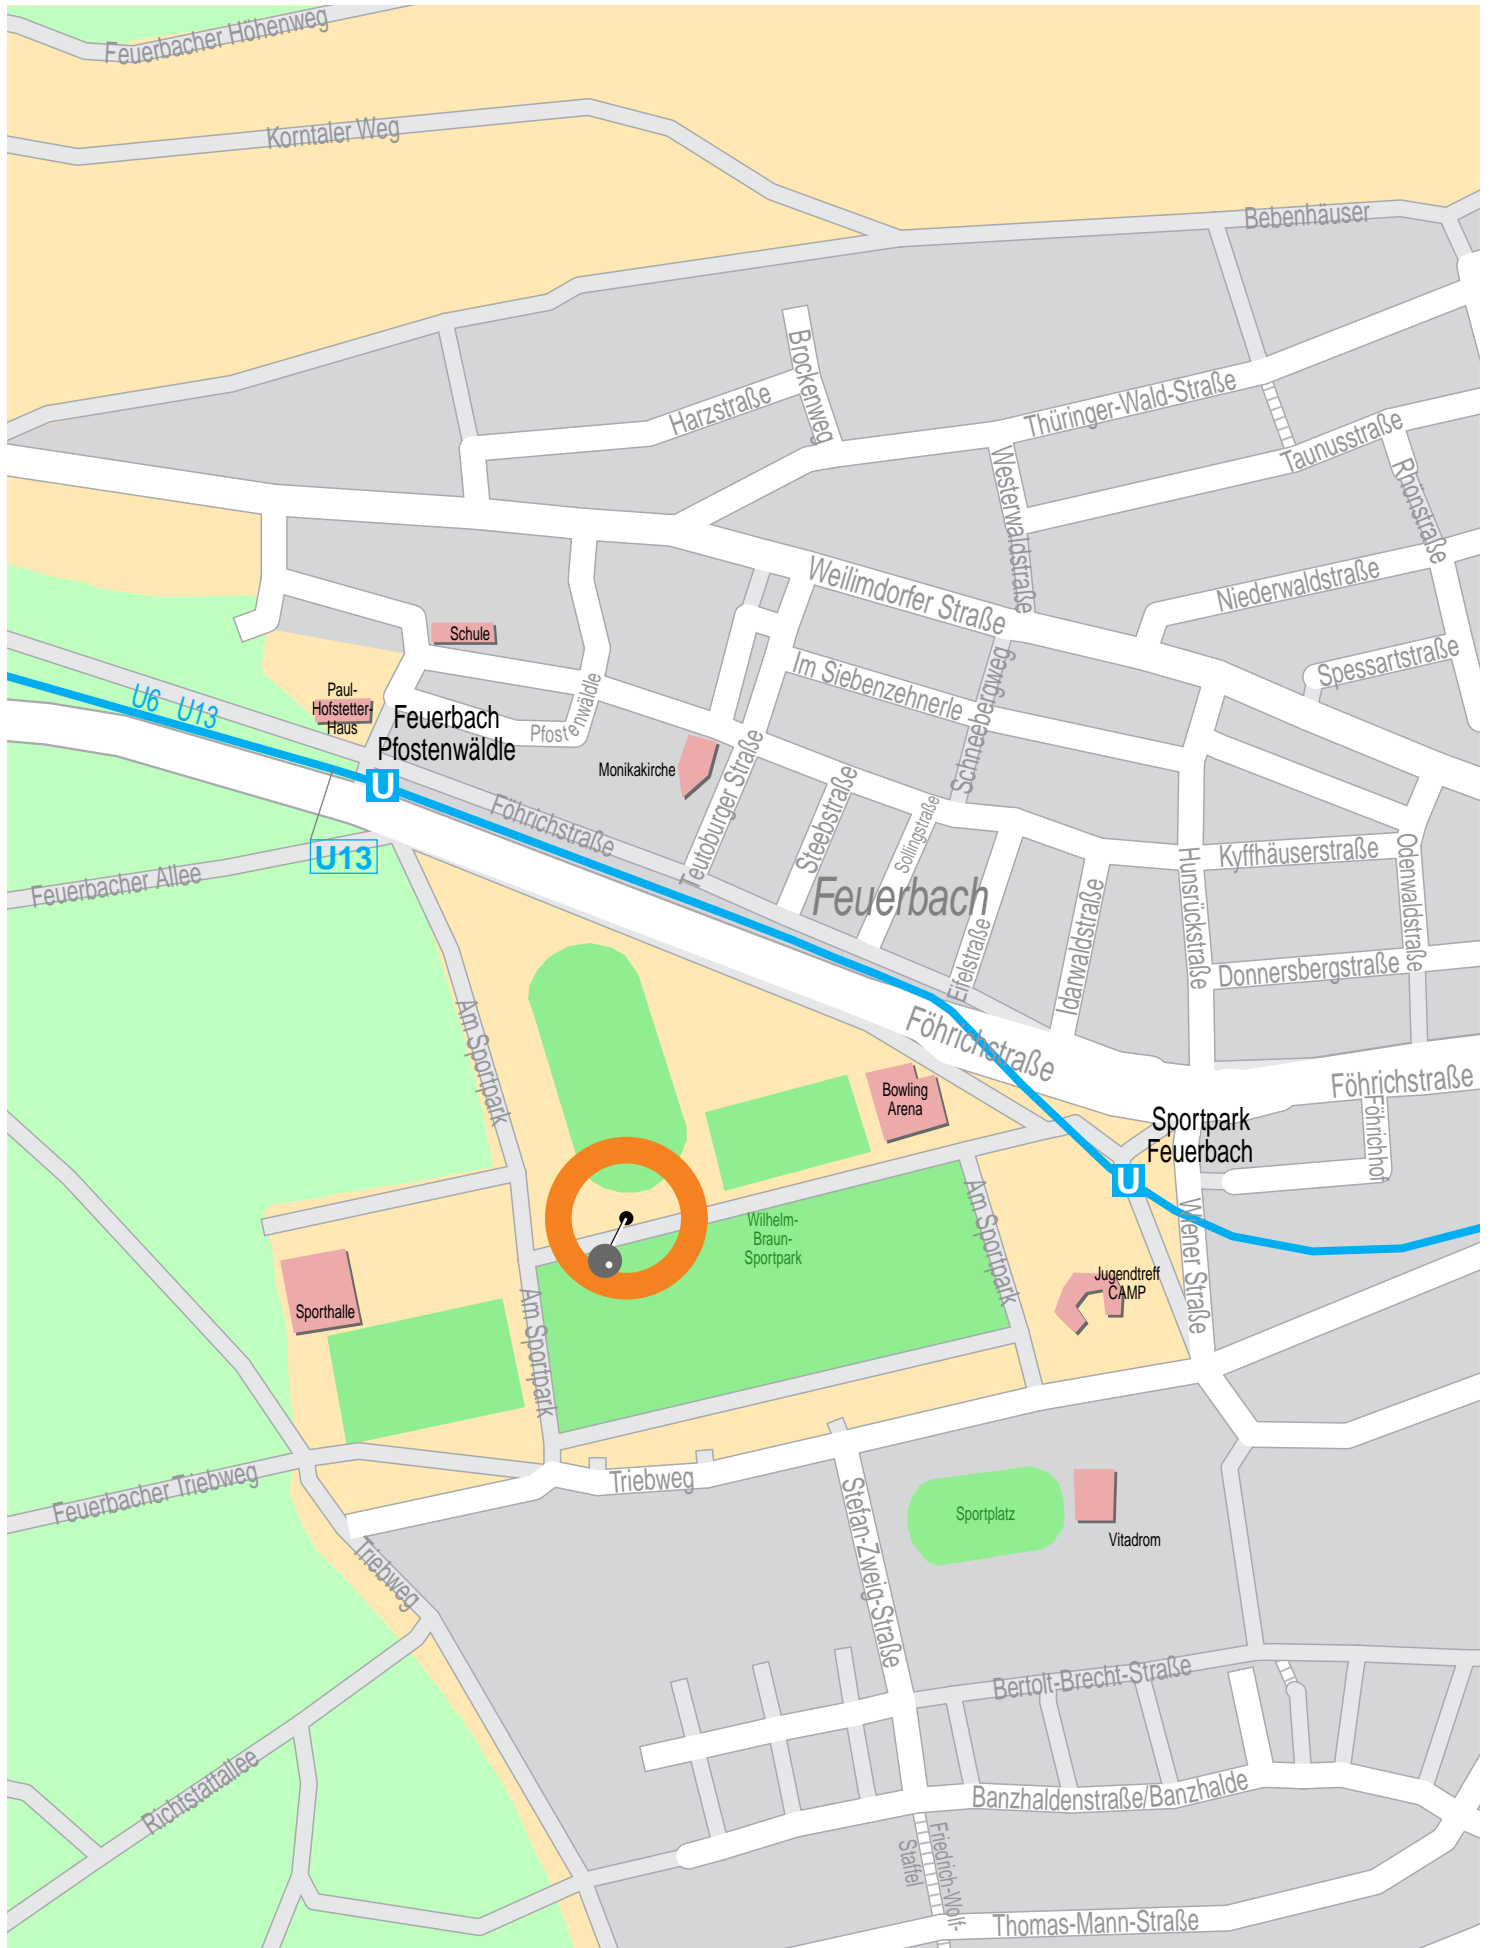 Feuerbacher Höhenweg
Korntaler Weg
Bebenhäuser
Brockenweg
Harzstraße
Thüringer-Wald-Straße
Taunusstraße
Westerwaldstraße
Rhönstraße
Weilimdorfer Straße
Niederwaldstraße
Schule
Im Siebenzehnerle
Schneebergweg
Spessartstraße
Paul-
Hofstetter-
Haus
U6 U13
Feuerbach
Pfostenwäldle
Pfostenwäldle
Monikakirche
U
Teutoburger Straße
Steebstraße
Sollingstraße
Föhrichstraße
U13
Feuerbacher Allee
Feuerbach
Eifelstraße
Idarwaldstraße
Hunsrückstraße
Kyffhäuserstraße
Odenwaldstraße
Donnersbergstraße
Am Sportpark
Föhrichstraße
Föhrichstraße
Bowling
Arena
Föhrichhof
Sportpark
Feuerbach
U
Am Sportpark
Wilhelm-
Braun-
Sportpark
Wiener Straße
Jugendtreff
CAMP
Sporthalle
Am Sportpark
Feuerbacher Triebweg
Triebweg
Triebweg
Stefan-Zweig-Straße
Sportplatz
Vitadrom
Bertolt-Brecht-Straße
Richtstattallee
Banzhaldenstraße/Banzhalde
Friedrich-Wolf-
Staffel
Thomas-Mann-Straße